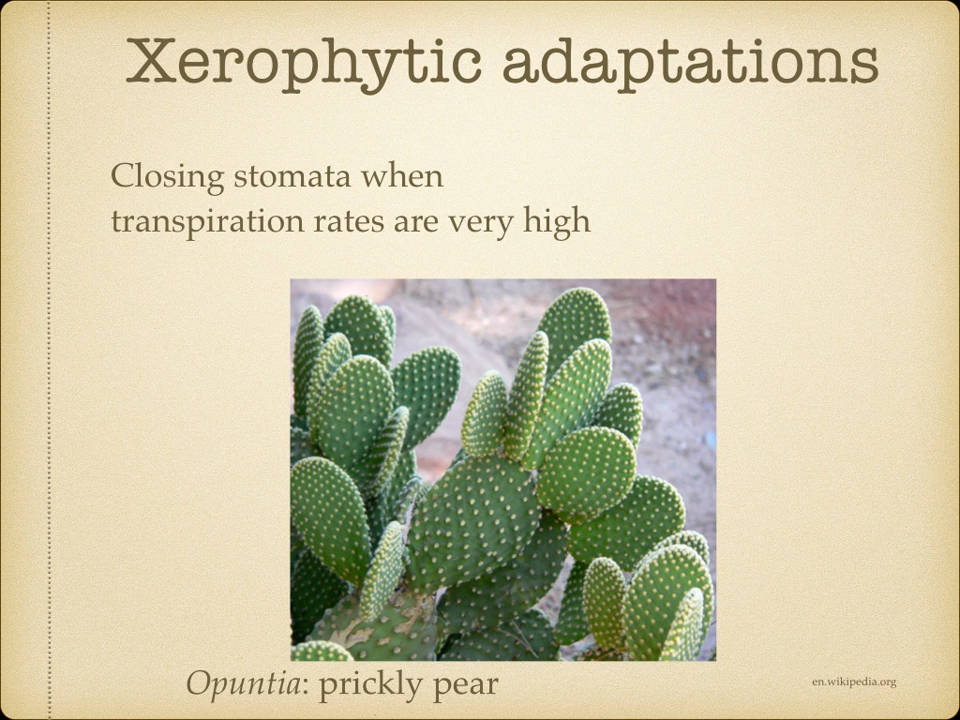 Xerophytic adaptations
Closing stomata when
transpiration rates are very high
Opuntia: prickly pear
en.wikipedia.org